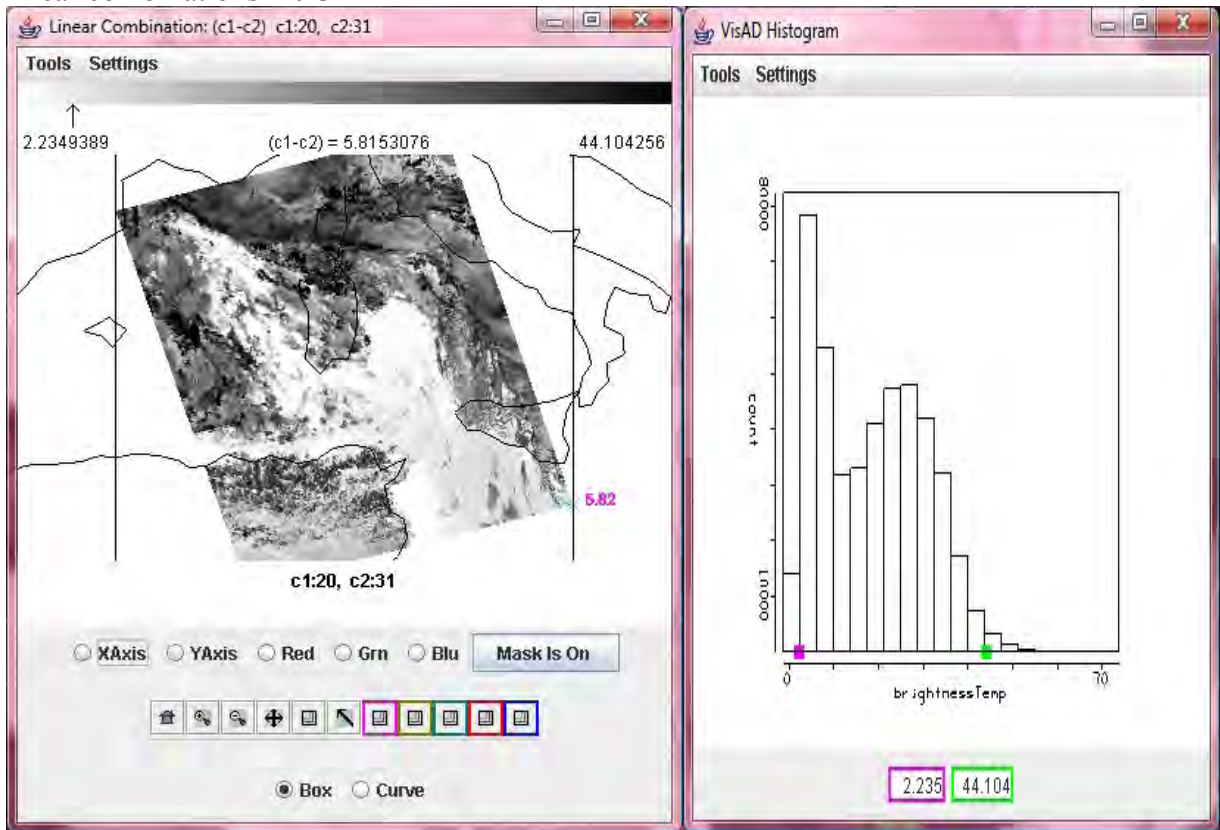 Linear Combination: (c1-c2) c1:20, c2:31
Tools Settings
2.2349389 (c1-c2) = 5.8153076 44.104256
5.82
c1:20, c2:31
XAxis YAxis Red Grn Blu Mask Is On
Box Curve
VisAD Histogram
Tools Settings
count
0 70
brightnessTemp
2.235 44.104